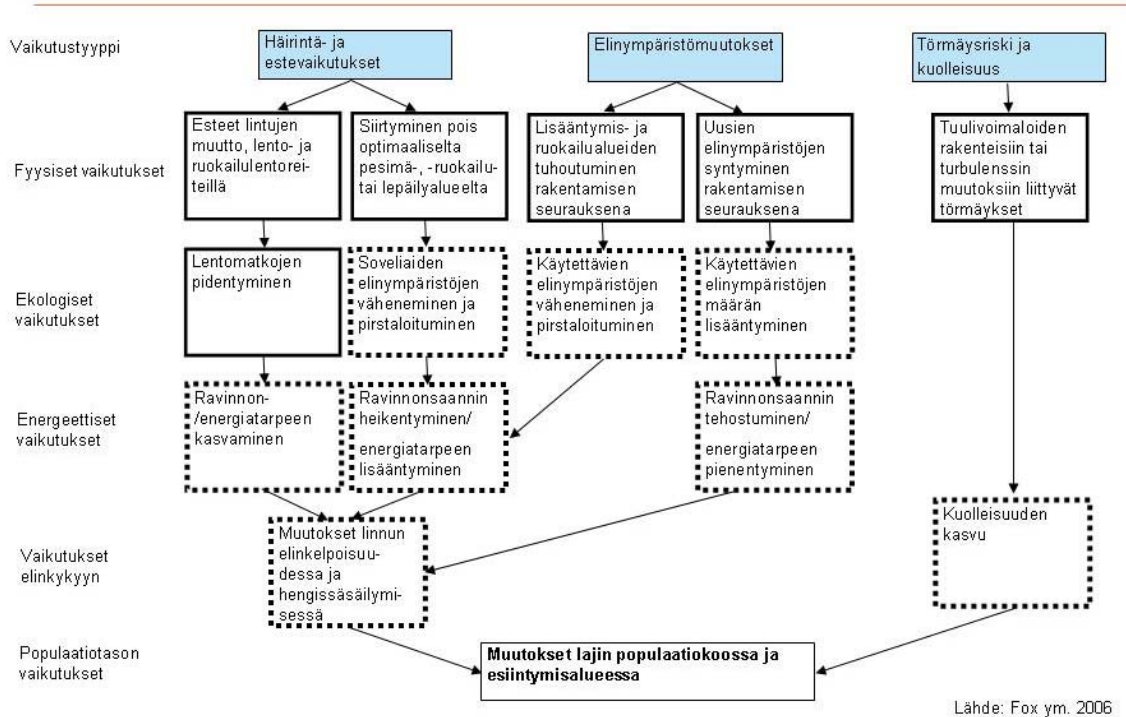 Vaikutustyyppi
Häirintä- ja
estevaikutukset
Elinympäristömuutokset
Törmäysriski ja
kuolleisuus
Fyysiset vaikutukset
Esteet lintujen
muutto, lento- ja
ruokailulentorei-
teillä
Siirtyminen pois
optimaaliselta
pesimä-, -ruokailu-
tai lepäilyalueelta
Lisääntymis- ja
ruokailualueiden
tuhoutuminen
rakentamisen
seurauksena
Uusien
elinympäristöjen
syntyminen
rakentamisen
seurauksena
Tuulivoimaloiden
rakenteisiin tai
turbulenssin
muutoksiin liittyvät
törmäykset
Ekologiset
vaikutukset
Lentomatkojen
pidentyminen
Soveliaiden
elinympäristöjen
väheneminen ja
pirstaloituminen
Käytettävien
elinympäristöjen
väheneminen ja
pirstaloituminen
Käytettävien
elinympäristöjen
määrän
lisääntyminen
Energeettiset
vaikutukset
Ravinnon-
/energiatarpeen
kasvaminen
Ravinnonsaannin
heikentyminen/
energiatarpeen
lisääntyminen
Ravinnonsaannin
tehostuminen/
energiatarpeen
pienentyminen
Vaikutukset
elinkykyyn
Muutokset linnun
elinkelpoisuu-
dessa ja
hengissäsäilymi-
sessä
Kuolleisuuden
kasvu
Populaatiotason
vaikutukset
Muutokset lajin populaatiokoossa ja
esiintymisalueessa
Lähde: Fox ym. 2006